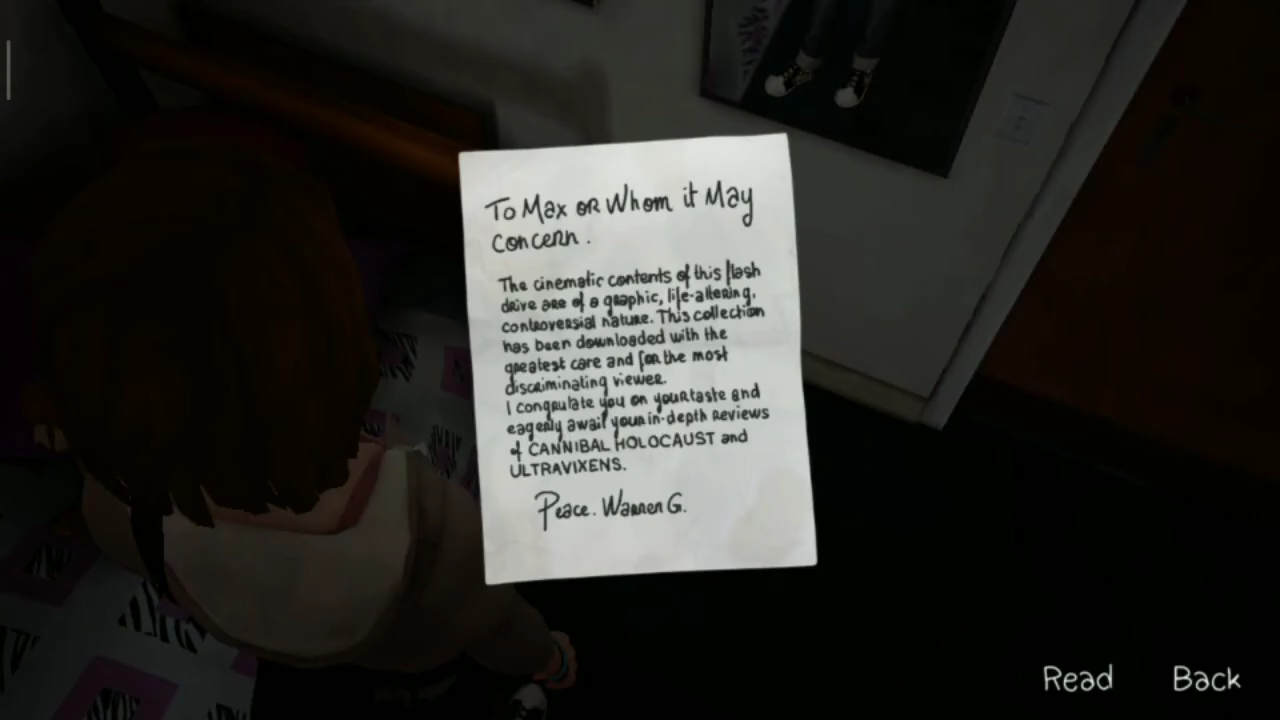 To Max or Whom it May
Concern.
The cinematic contents of this flash
drive are of a graphic, life-altering,
controversial nature. This collection
has been downloaded with the
greatest care and for the most
discriminating viewer.
I congrulate you on your taste and
eagerly await your in-depth reviews
of CANNIBAL HOLOCAUST and
ULTRAVIXENS.
Peace. Warren G.
Read Back